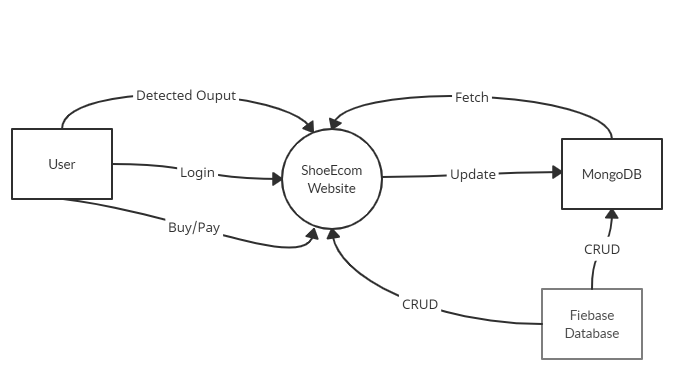 Detected Ouput
Fetch
User
Login
ShoeEcom
Website
Update
MongoDB
Buy/Pay
CRUD
CRUD
Fiebase
Database